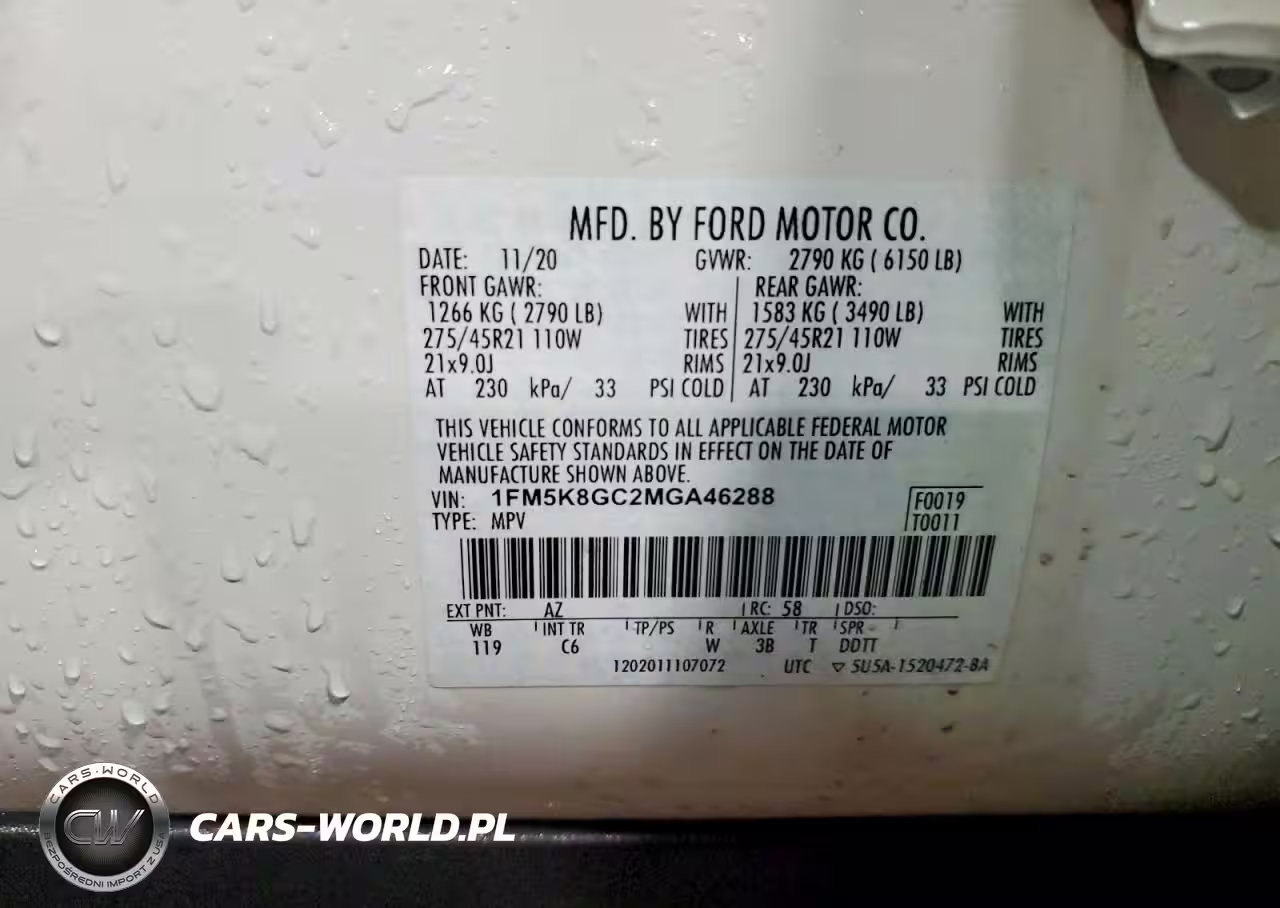 MFD. BY FORD MOTOR CO.
DATE: 11/20 GVWR: 2790 KG ( 6150 LB)
FRONT GAWR: REAR GAWR:
1266 KG ( 2790 LB) WITH 1583 KG ( 3490 LB) WITH
275/45R21 110W TIRES 275/45R21 110W TIRES
21x9.0J RIMS 21x9.0J RIMS
AT 230 kPa/ 33 PSI COLD AT 230 kPa/ 33 PSI COLD
THIS VEHICLE CONFORMS TO ALL APPLICABLE FEDERAL MOTOR
VEHICLE SAFETY STANDARDS IN EFFECT ON THE DATE OF
MANUFACTURE SHOWN ABOVE.
VIN: 1FM5K8GC2MGA46288 F0019
TYPE: MPV T0011
EXT PNT: AZ RC: 58 DSO:
WB INT TR TP/PS R AXLE TR SPR
119 C6 W 3B T DDTT
1202011107072 UTC ▽ 5U5A-1520472-BA
CARS-WORLD
CW
BEZPOŚREDNI IMPORT Z USA
CARS-WORLD.PL